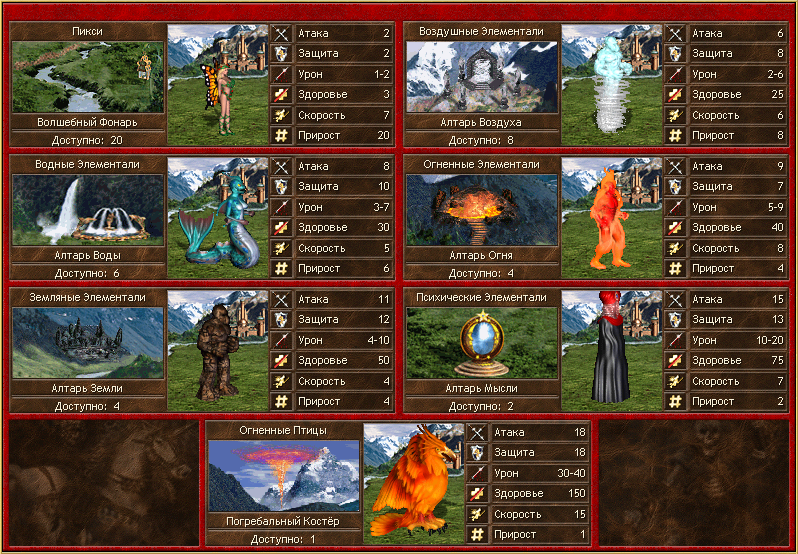 Пикси
Атака 2
Защита 2
Урон 1-2
Здоровье 3
Скорость 7
Прирост 20
Волшебный Фонарь
Доступно: 20
Воздушные Элементали
Атака 6
Защита 8
Урон 2-6
Здоровье 25
Скорость 6
Прирост 8
Алтарь Воздуха
Доступно: 8
Водные Элементали
Атака 8
Защита 10
Урон 3-7
Здоровье 30
Скорость 5
Прирост 6
Алтарь Воды
Доступно: 6
Огненные Элементали
Атака 9
Защита 7
Урон 5-9
Здоровье 40
Скорость 8
Прирост 4
Алтарь Огня
Доступно: 4
Земляные Элементали
Атака 11
Защита 12
Урон 4-10
Здоровье 50
Скорость 4
Прирост 4
Алтарь Земли
Доступно: 4
Психические Элементали
Атака 15
Защита 13
Урон 10-20
Здоровье 75
Скорость 7
Прирост 2
Алтарь Мысли
Доступно: 2
Огненные Птицы
Атака 18
Защита 18
Урон 30-40
Здоровье 150
Скорость 15
Прирост 1
Погребальный Костёр
Доступно: 1